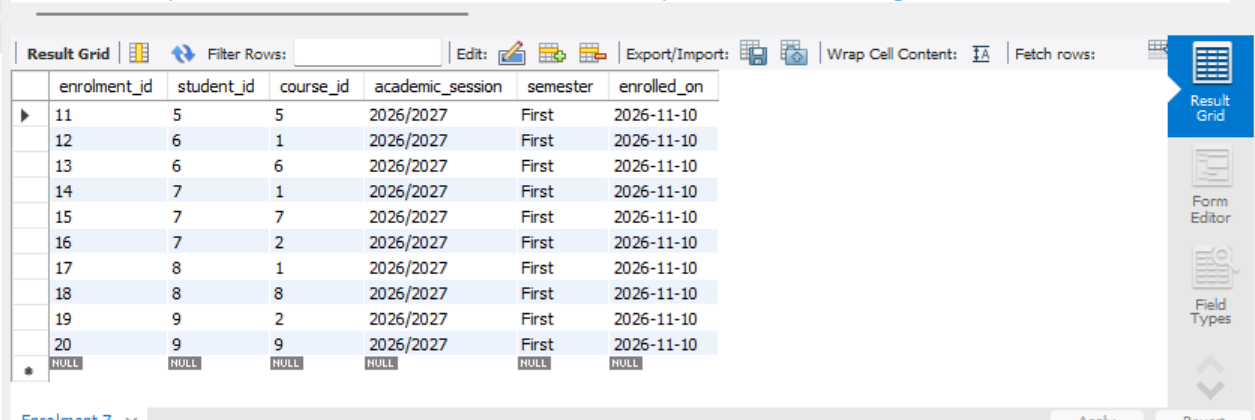 Result Grid Filter Rows: Edit: Export/Import: Wrap Cell Content: Fetch rows:
enrolment_id student_id course_id academic_session semester enrolled_on
11 5 5 2026/2027 First 2026-11-10
12 6 1 2026/2027 First 2026-11-10
13 6 6 2026/2027 First 2026-11-10
14 7 1 2026/2027 First 2026-11-10
15 7 7 2026/2027 First 2026-11-10
16 7 2 2026/2027 First 2026-11-10
17 8 1 2026/2027 First 2026-11-10
18 8 8 2026/2027 First 2026-11-10
19 9 2 2026/2027 First 2026-11-10
20 9 9 2026/2027 First 2026-11-10
NULL NULL NULL NULL NULL NULL
Result
Grid
Form
Editor
Field
Types
Enrolment 7
Apply Revert